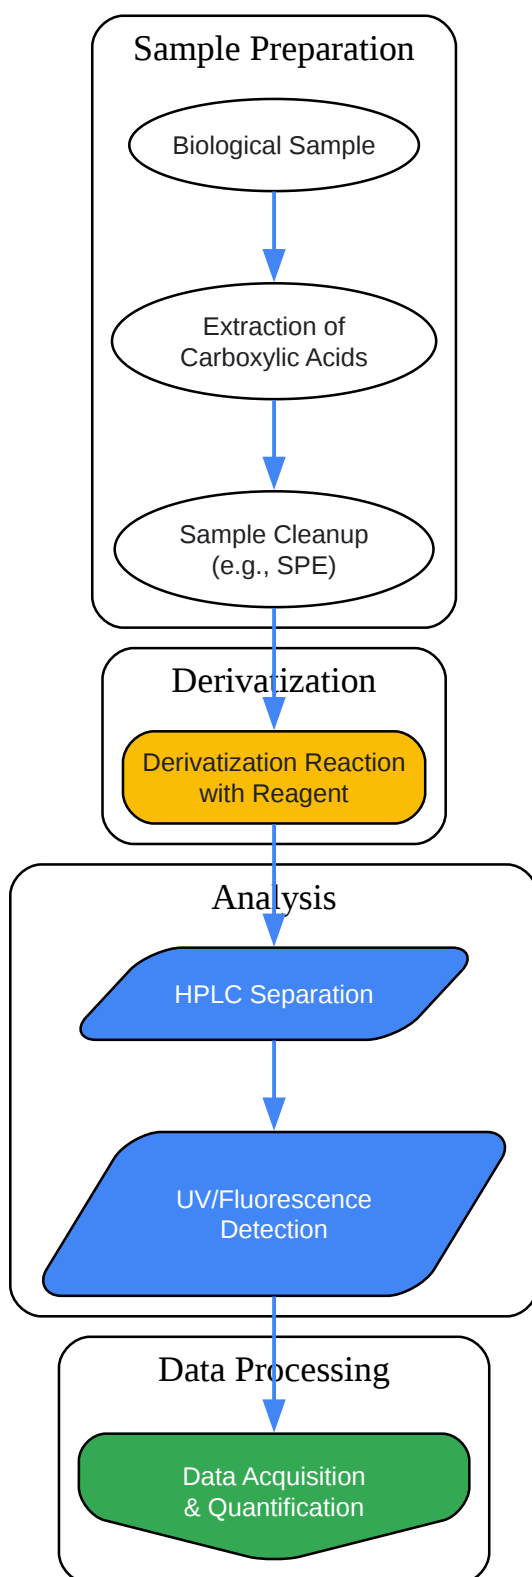 Sample Preparation
Biological Sample
Extraction of
Carboxylic Acids
Sample Cleanup
(e.g., SPE)
Derivatization
Derivatization Reaction
with Reagent
Analysis
HPLC Separation
UV/Fluorescence
Detection
Data Processing
Data Acquisition
& Quantification